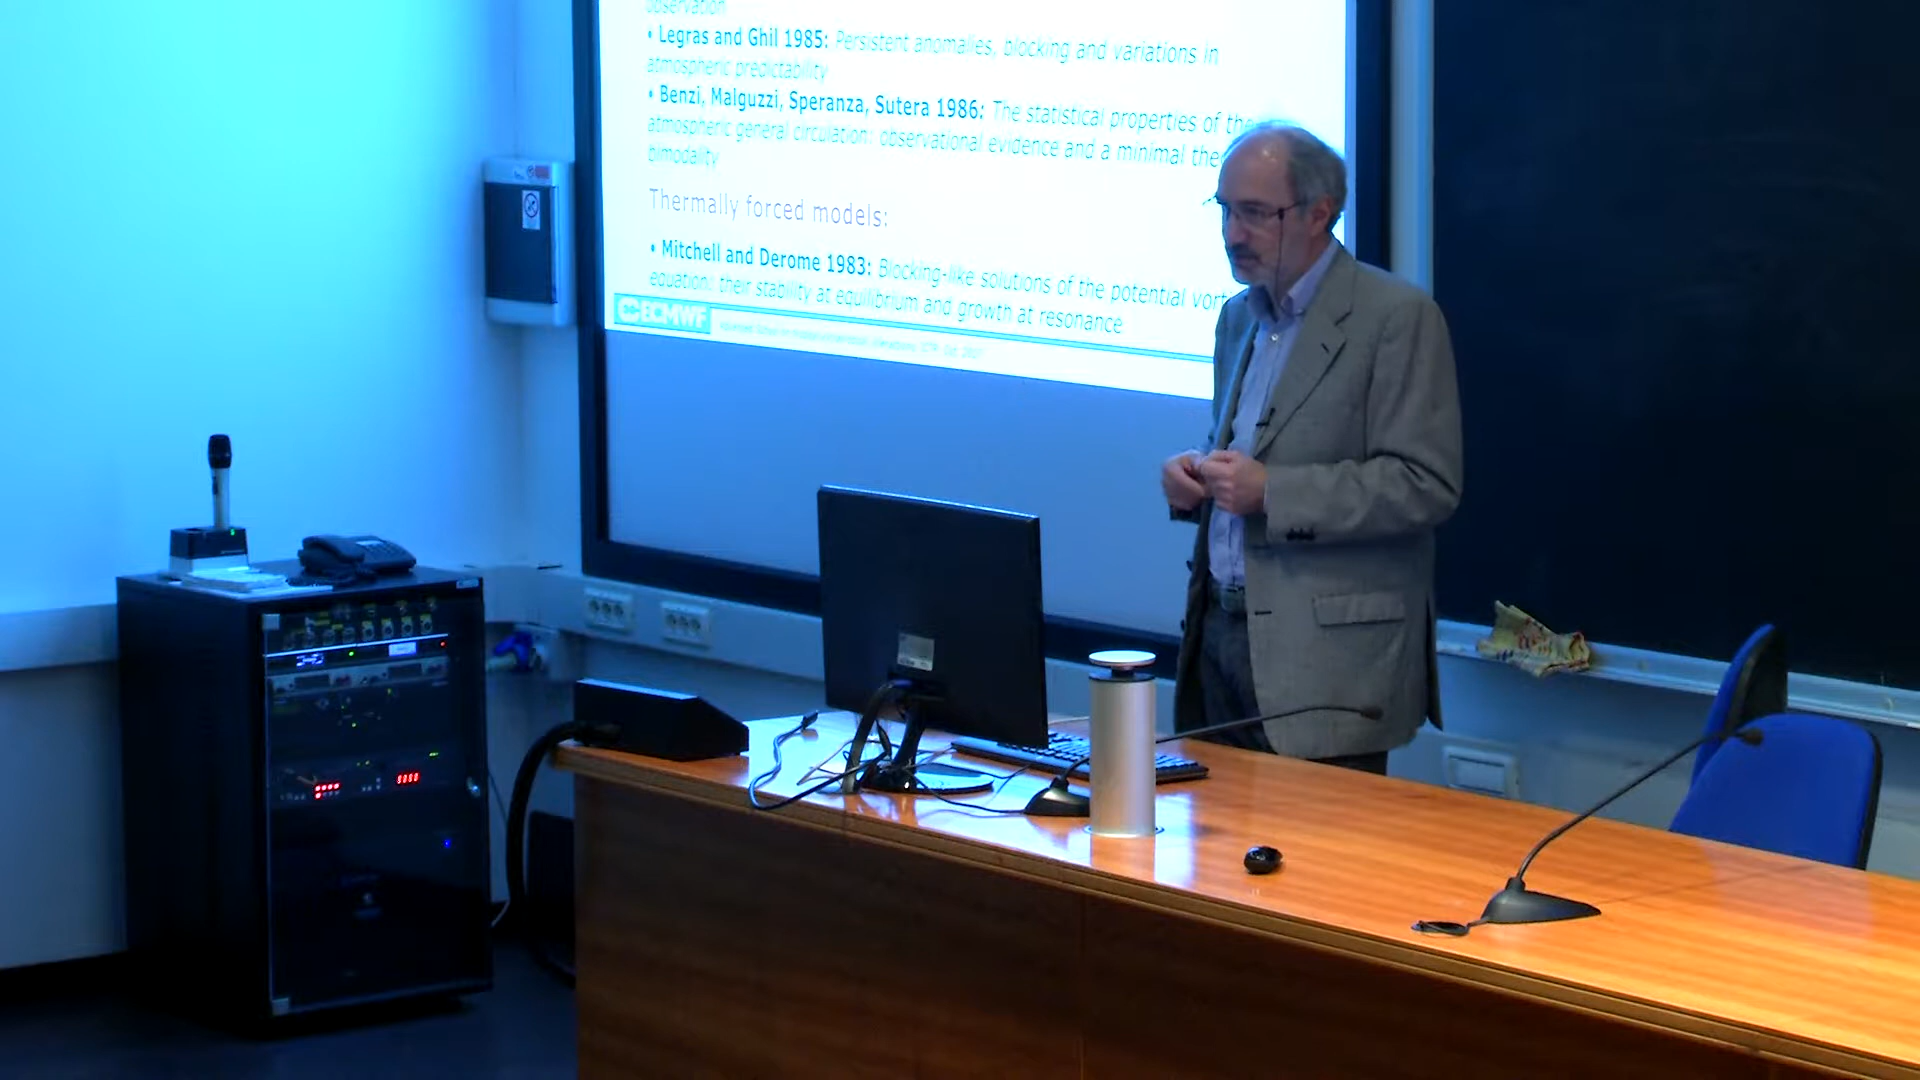 observation
• Legras and Ghil 1985: Persistent anomalies, blocking and variations in
atmospheric predictability
• Benzi, Malguzzi, Speranza, Sutera 1986: The statistical properties of the
atmospheric general circulation: observational evidence and a minimal
bimodality
Thermally forced models:
• Mitchell and Derome 1983: Blocking-like solutions of the potential
equation: their stability at equilibrium and growth at resonance
ECMWF